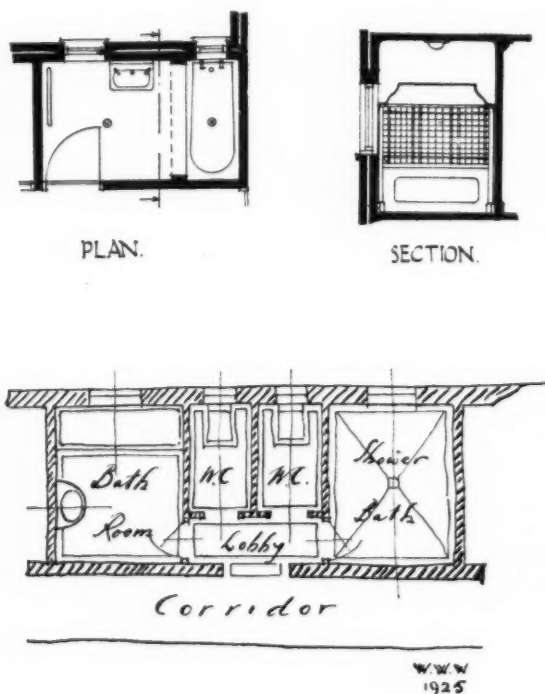 PLAN.
SECTION.
Bath
Room
W.C
W.C.
Lobby
Shower
Bath
Corridor
W.W.W
1925